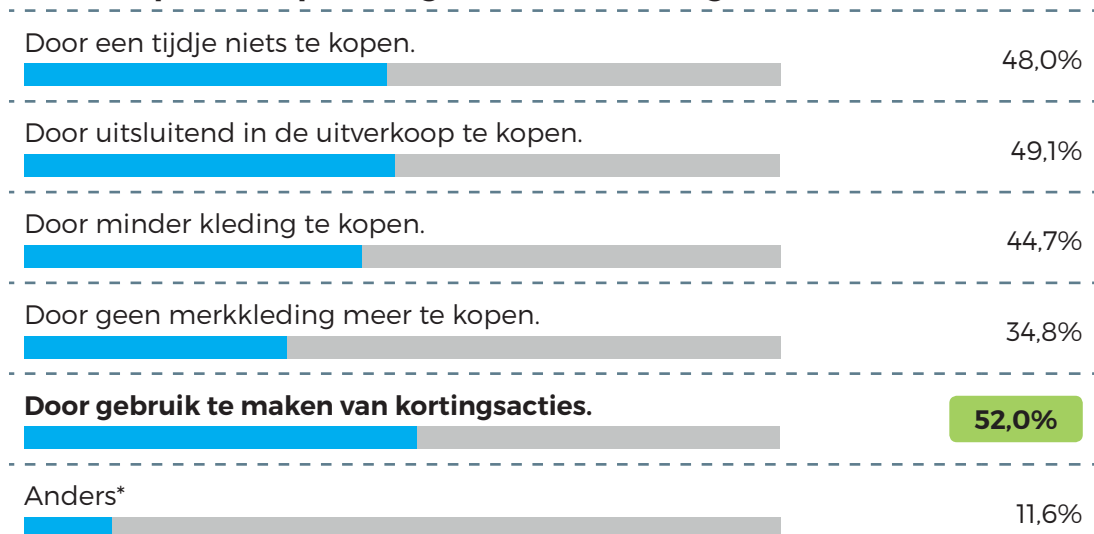 Door een tijdje niets te kopen.
48,0%
Door uitsluitend in de uitverkoop te kopen.
49,1%
Door minder kleding te kopen.
44,7%
Door geen merkkleding meer te kopen.
34,8%
Door gebruik te maken van kortingsacties.
52,0%
Anders*
11,6%